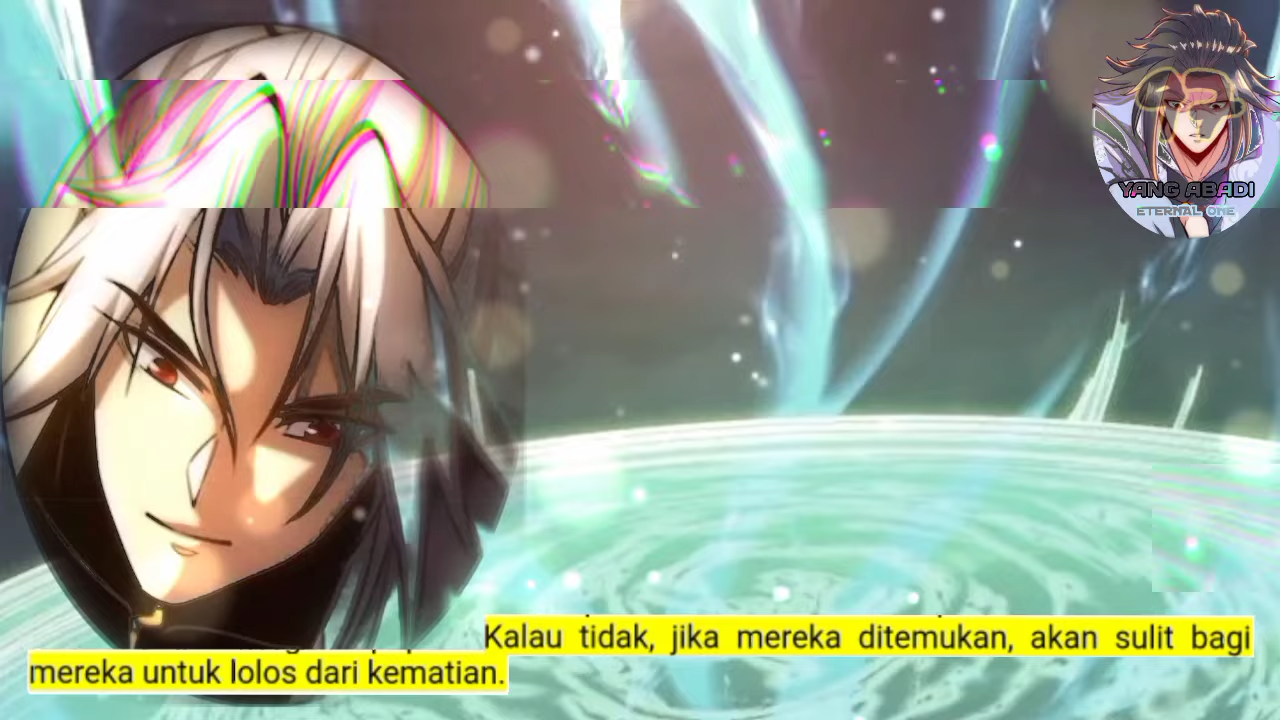 YANG ABADI
ETERNAL ONE
Kalau tidak, jika mereka ditemukan, akan sulit bagi
mereka untuk lolos dari kematian.